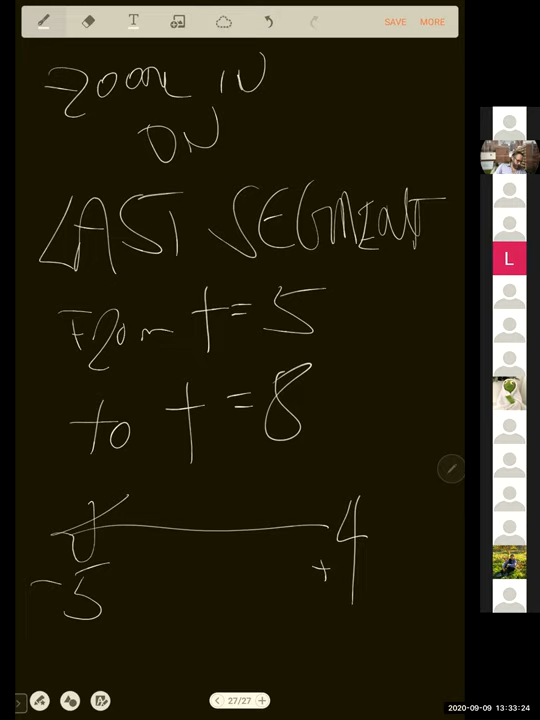 SAVE MORE
ZOOM IN
ON
LAST SEGMENT
From t = 5
to t = 8
+4
-5
L
27/27
2020-09-09 13:33:24